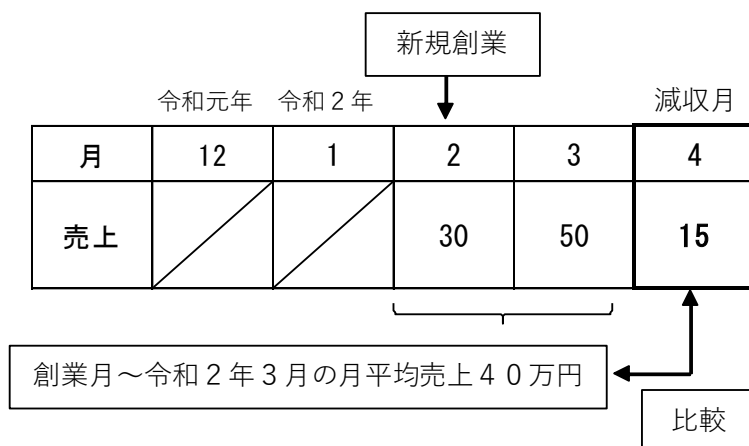 新規創業
令和元年 令和２年 減収月
月 12 1 2 3 4
売上 30 50 15
創業月～令和２年３月の月平均売上４０万円
比較